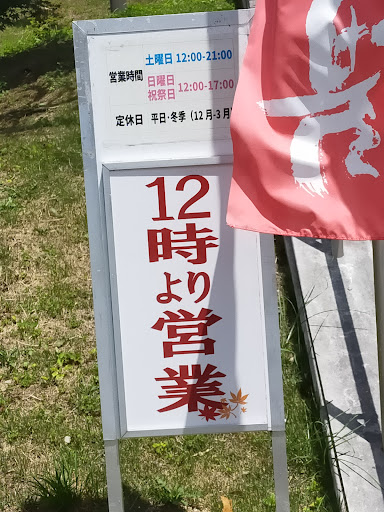 土曜日 12:00-21:00
営業時間
日曜日
祝祭日 12:00-17:00
定休日 平日・冬季(12月-3月
12
時
よ
り
営
業